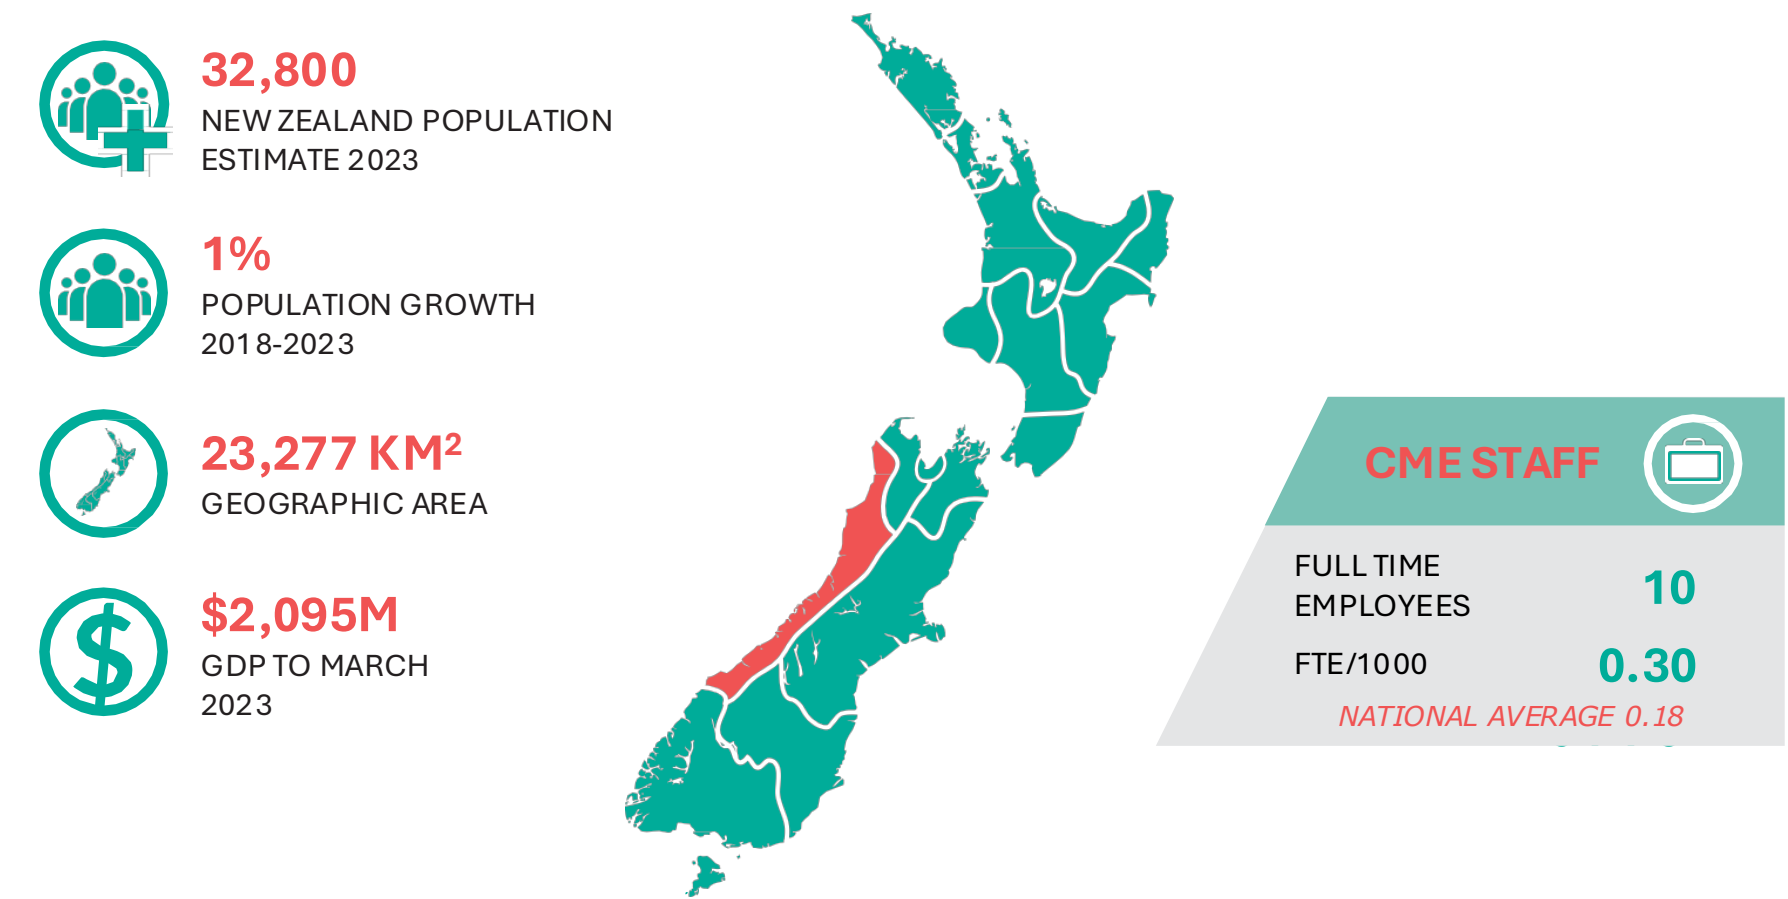 32,800
NEW ZEALAND POPULATION
ESTIMATE 2023
1%
POPULATION GROWTH
2018-2023
23,277 KM²
GEOGRAPHIC AREA
$2,095M
GDP TO MARCH
2023
CME STAFF
FULL TIME
EMPLOYEES
10
FTE/1000
0.30
NATIONAL AVERAGE 0.18